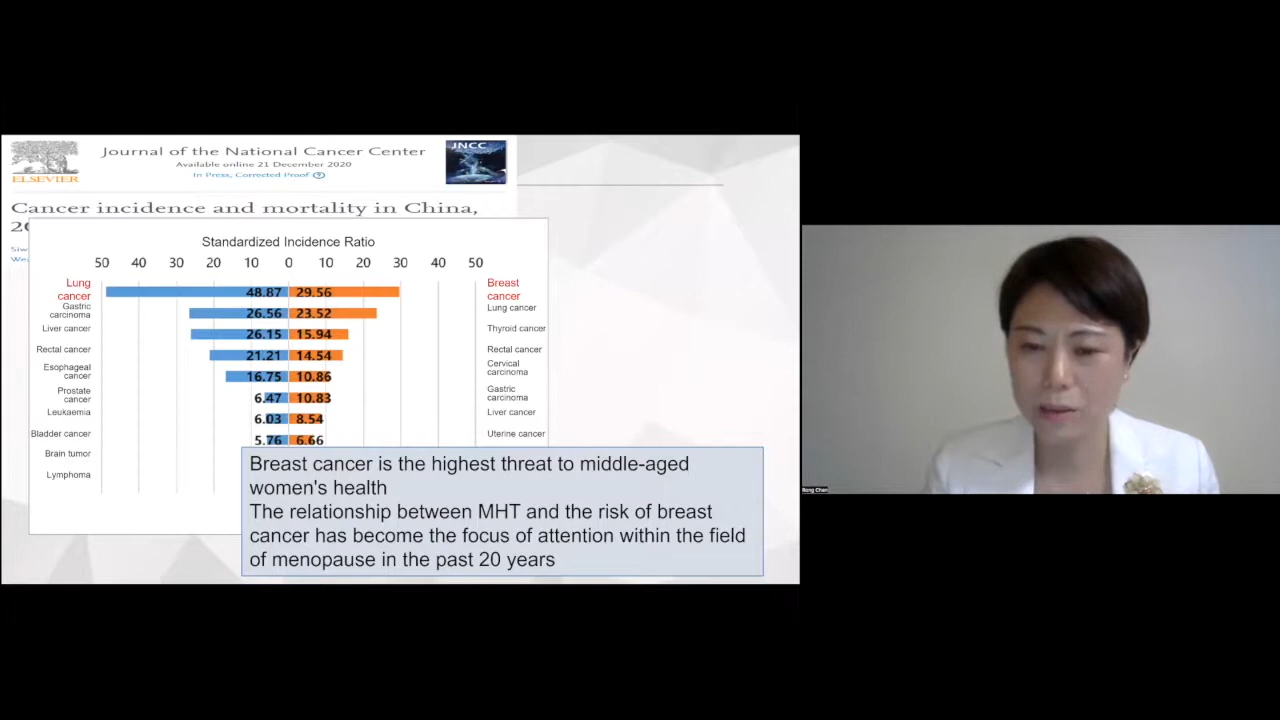 Journal of the National Cancer Center
Available online 21 December 2020
In Press, Corrected Proof
ELSEVIER
JNCC
Cancer incidence and mortality in China,
Standardized Incidence Ratio
50 40 30 20 10 0 10 20 30 40 50
Lung cancer 48.87 29.56 Breast cancer
Gastric carcinoma 26.56 23.52 Lung cancer
Liver cancer 26.15 15.94 Thyroid cancer
Rectal cancer 21.21 14.54 Rectal cancer
Esophageal cancer 16.75 10.86 Cervical carcinoma
Prostate cancer 6.47 10.83 Gastric carcinoma
Leukaemia 6.03 8.54 Liver cancer
Bladder cancer 5.76 6.66 Uterine cancer
Brain tumor
Lymphoma
Breast cancer is the highest threat to middle-aged
women's health
The relationship between MHT and the risk of breast
cancer has become the focus of attention within the field
of menopause in the past 20 years
Rong Chen